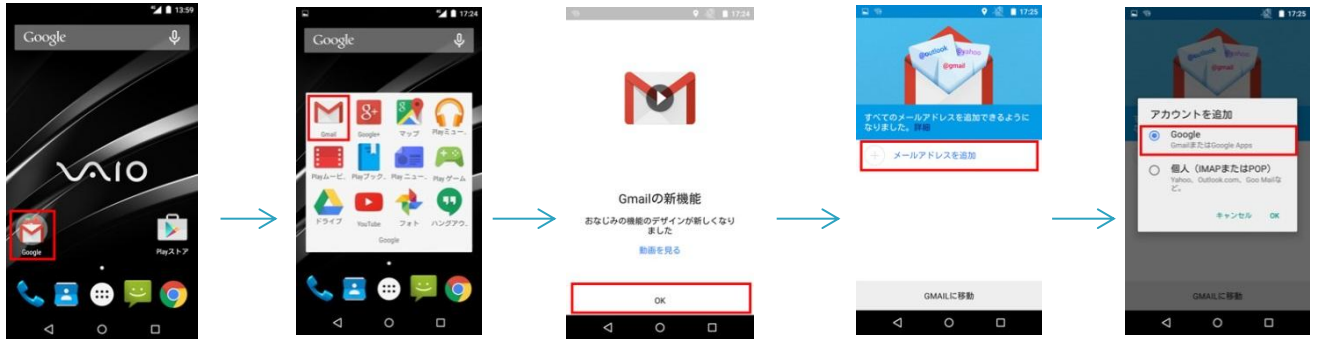 13:59
Google
VAIO
Google
Playストア
17:24
Google
Gmail
Google+
マップ
Playミュー..
Playムービ..
Playブック..
Play ニュー..
Play ゲーム
ドライブ
YouTube
フォト
ハングアウ..
Google
17:24
Gmailの新機能
おなじみの機能のデザインが新しくなり
ました
動画を見る
OK
17:25
@outlook
@yahoo
@gmail
すべてのメールアドレスを追加できるように
なりました。詳細
メールアドレスを追加
GMAILに移動
17:25
@outlook
@yahoo
@gmail
アカウントを追加
Google
GmailまたはGoogle Apps
個人（IMAPまたはPOP）
Yahoo、Outlook.com、Goo Mailな
ど。
キャンセル OK
GMAILに移動